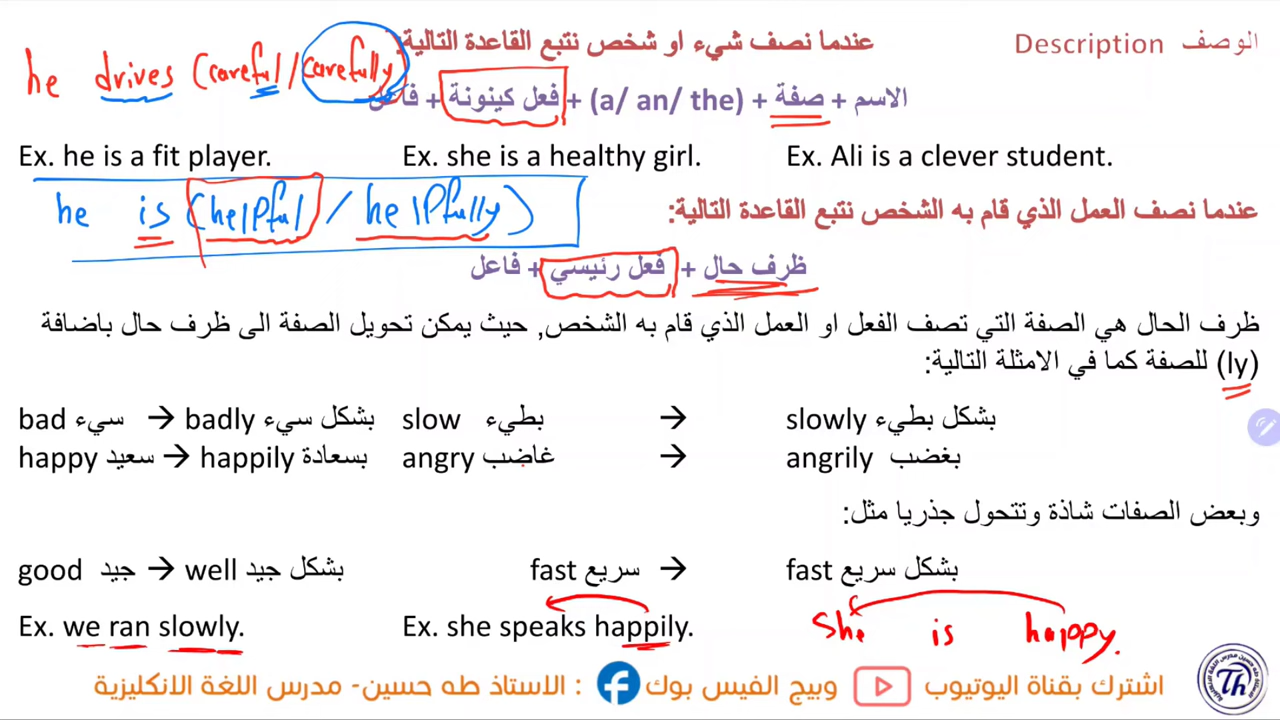 الوصف Description
عندما نصف شيء او شخص نتبع القاعدة التالية:
he drives (careful / carefully)
فاعل + فعل كينونة + (a/ an/ the) + صفة + الاسم
Ex. he is a fit player. Ex. she is a healthy girl. Ex. Ali is a clever student.
he is (helpful / helpfully)
عندما نصف العمل الذي قام به الشخص نتبع القاعدة التالية:
فاعل + فعل رئيسي + ظرف حال
ظرف الحال هي الصفة التي تصف الفعل او العمل الذي قام به الشخص, حيث يمكن تحويل الصفة الى ظرف حال باضافة
(ly) للصفة كما في الامثلة التالية:
bad سيء → badly بشكل سيء slow بطيء → slowly بشكل بطيء
happy سعيد → happily بسعادة angry غاضب → angrily بغضب
وبعض الصفات شاذة وتتحول جذريا مثل:
good جيد → well بشكل جيد fast سريع → fast بشكل سريع
Ex. we ran slowly. Ex. she speaks happily. She is happy.
اشترك بقناة اليوتيوب وبيج الفيس بوك : الاستاذ طه حسين- مدرس اللغة الانكليزية
Th